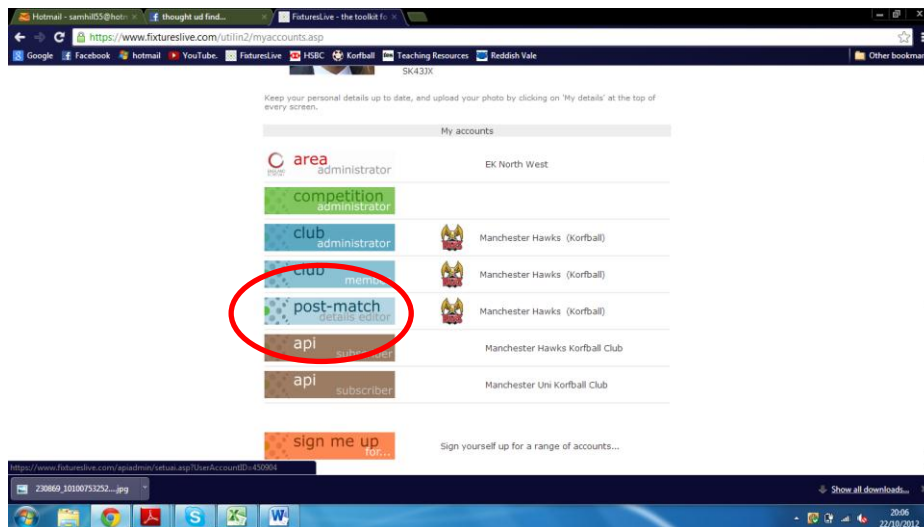 Hotmail - samhill55@hotm
thought ud find...
FixturesLive - the toolkit fo
https://www.fixtureslive.com/utilin2/myaccounts.asp
Google Facebook hotmail YouTube. FixturesLive HSBC Korfball Teaching Resources Reddish Vale Other bookmar
SK43JX
Keep your personal details up to date, and upload your photo by clicking on 'My details' at the top of
every screen.
My accounts
area
administrator
EK North West
competition
administrator
club
administrator
Manchester Hawks (Korfball)
club
member
Manchester Hawks (Korfball)
post-match
details editor
Manchester Hawks (Korfball)
api
subscriber
Manchester Hawks Korfball Club
api
subscriber
Manchester Uni Korfball Club
sign me up
for...
Sign yourself up for a range of accounts...
https://www.fixtureslive.com/apiadmin/setuai.asp?UserAccountID=450904
230869_10100753252....jpg
Show all downloads...
20:06
22/10/2012